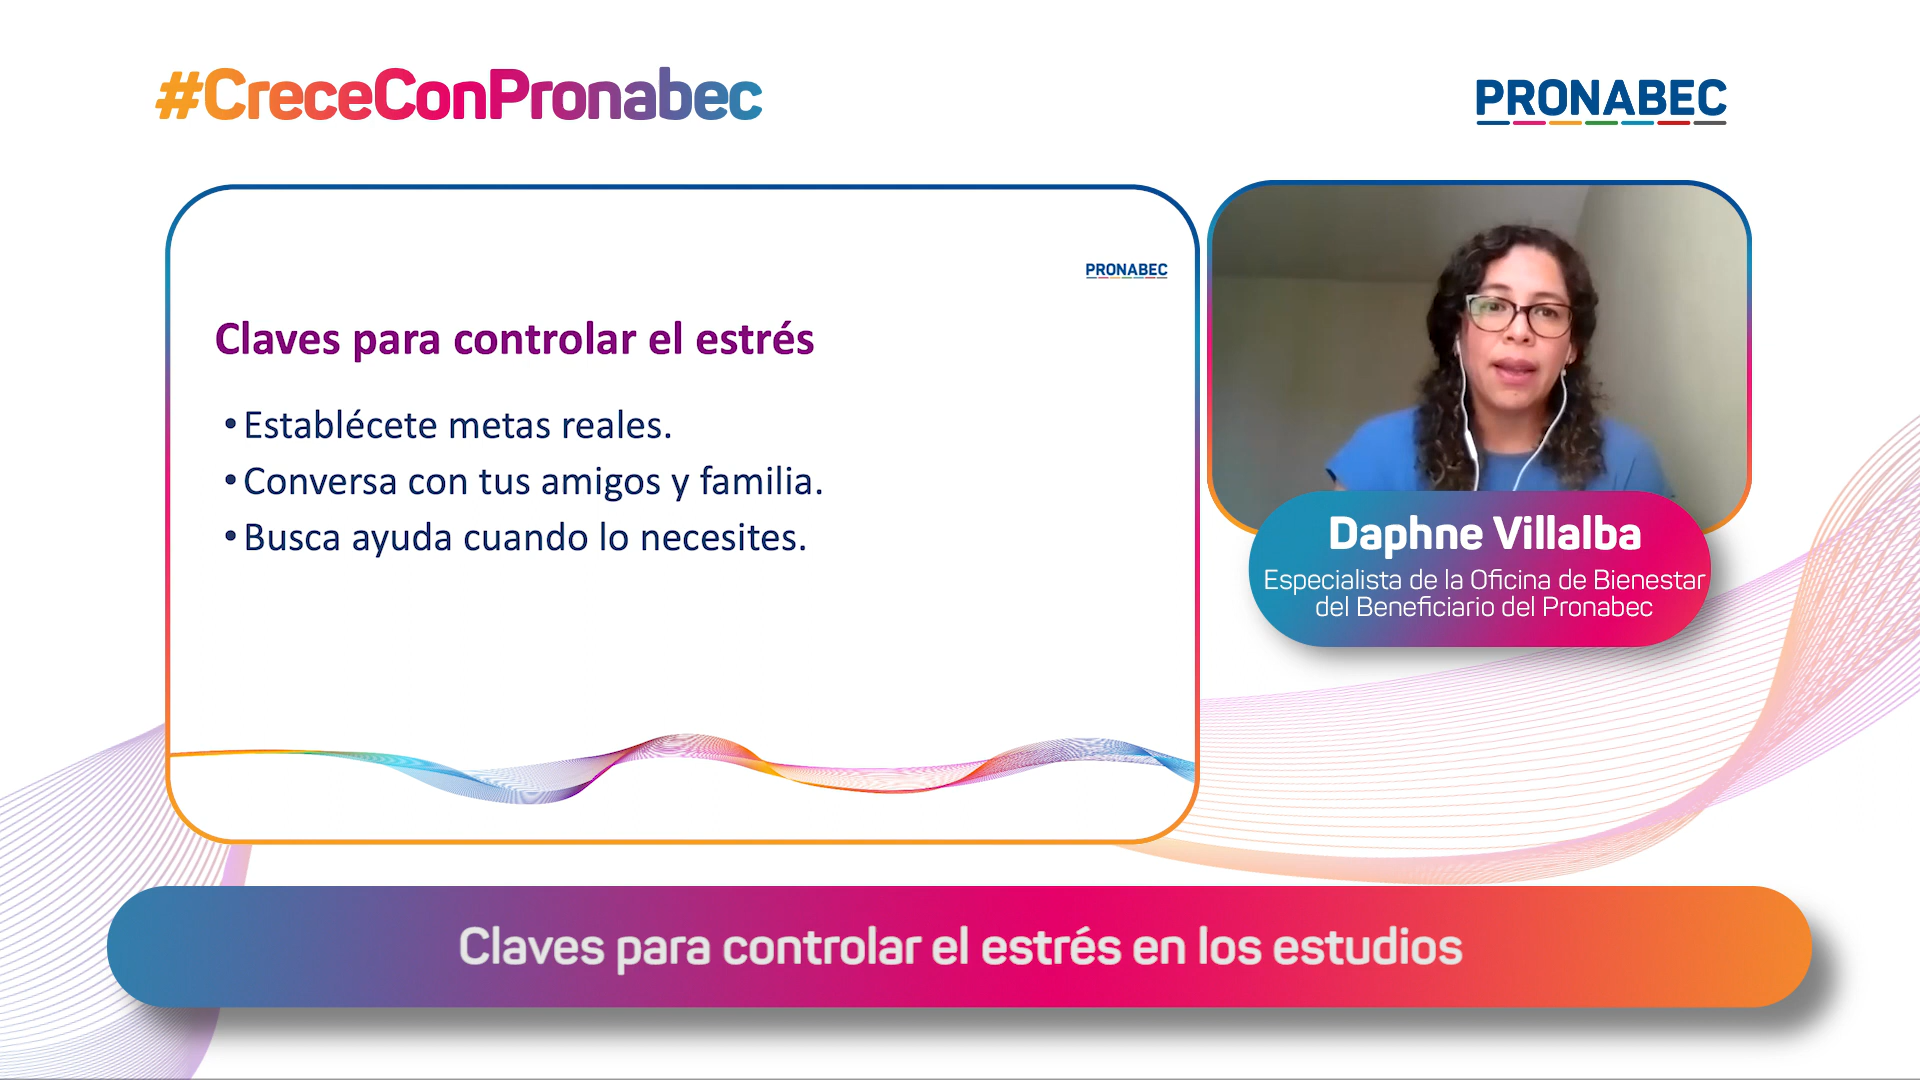 #CreceConPronabec
PRONABEC
PRONABEC
Claves para controlar el estrés
• Establécete metas reales.
• Conversa con tus amigos y familia.
• Busca ayuda cuando lo necesites.
Daphne Villalba
Especialista de la Oficina de Bienestar
del Beneficiario del Pronabec
Claves para controlar el estrés en los estudios